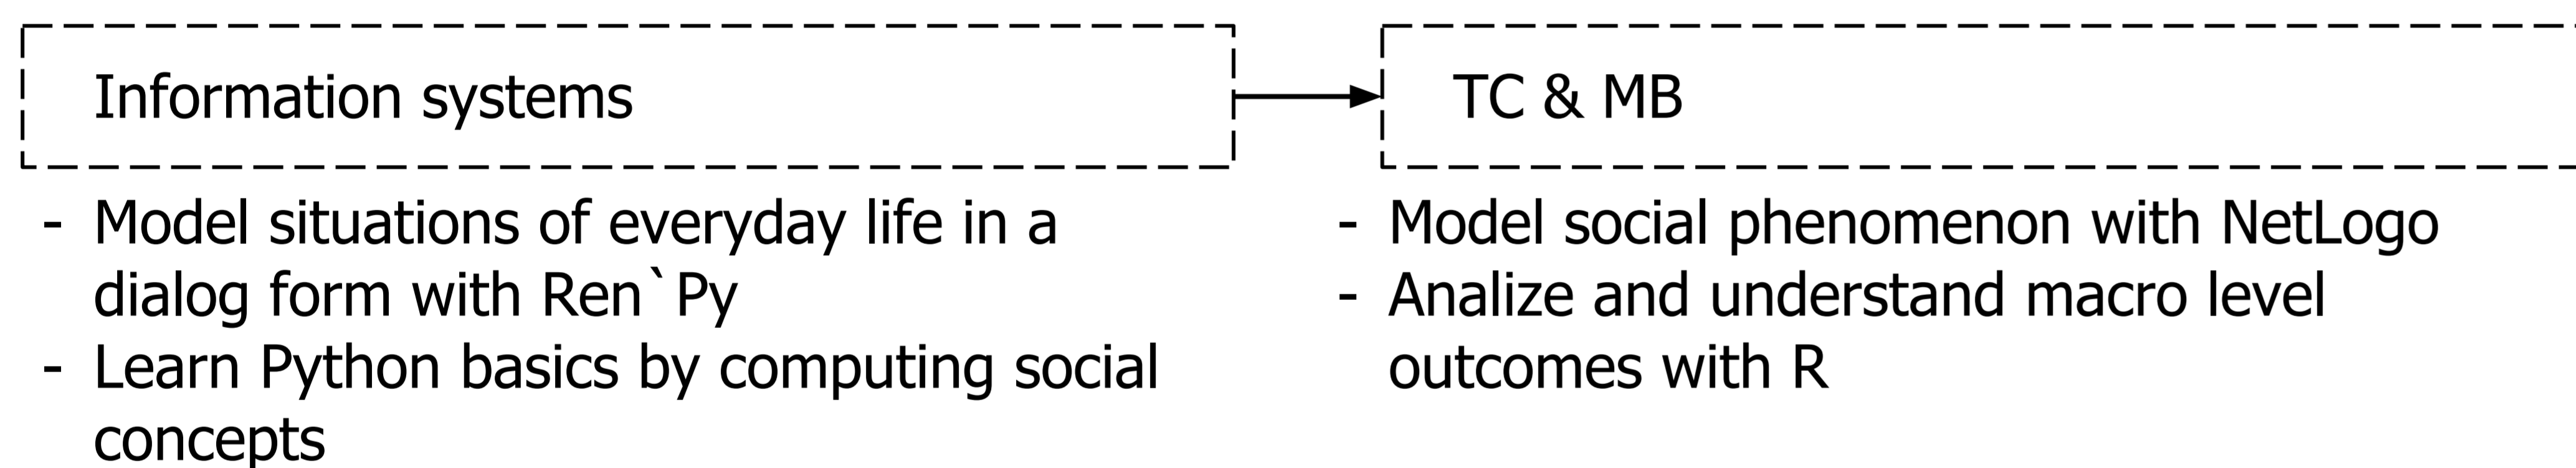 Information systems
- Model situations of everyday life in a
dialog form with Ren`Py
- Learn Python basics by computing social
concepts
TC & MB
- Model social phenomenon with NetLogo
- Analize and understand macro level
outcomes with R